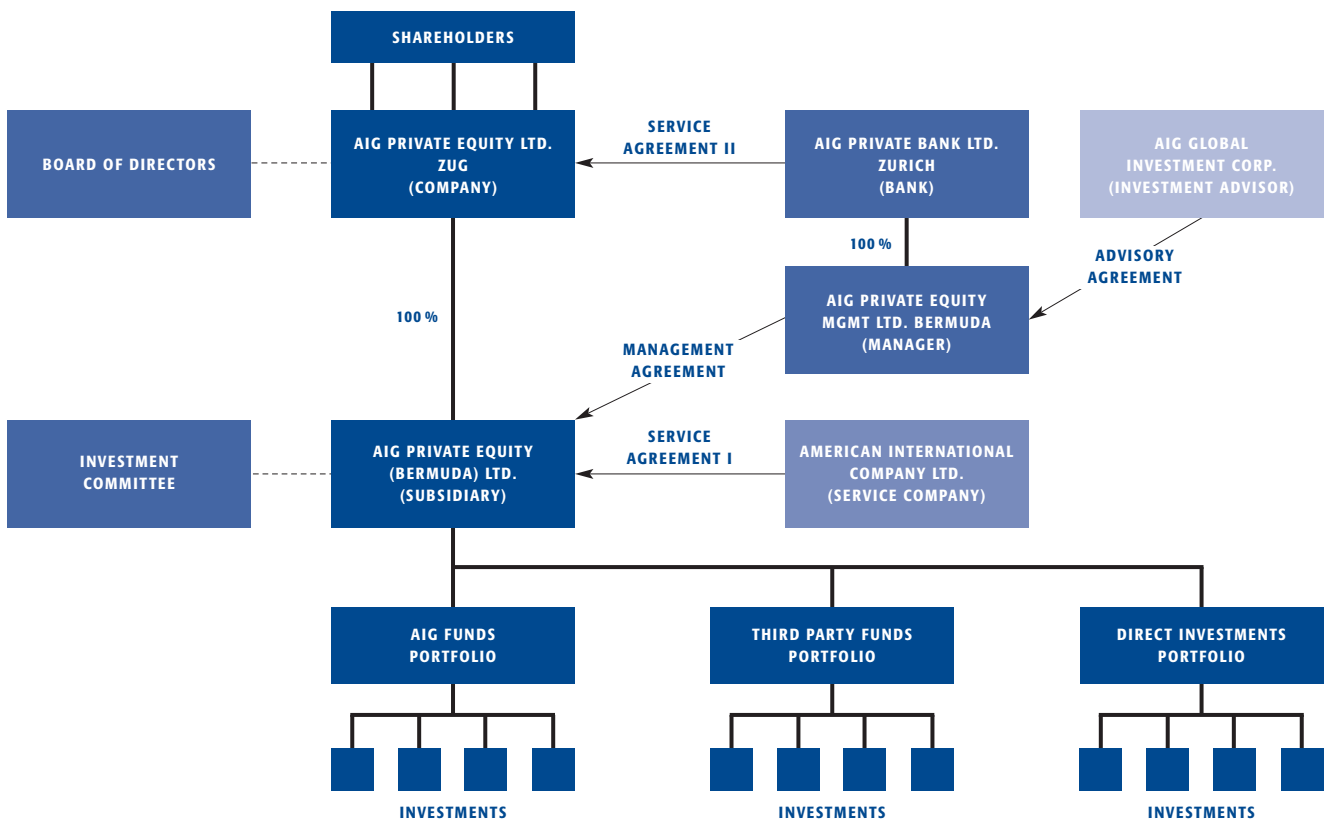 SHAREHOLDERS
BOARD OF DIRECTORS
AIG PRIVATE EQUITY LTD.
ZUG
(COMPANY)
SERVICE
AGREEMENT II
AIG PRIVATE BANK LTD.
ZURICH
(BANK)
AIG GLOBAL
INVESTMENT CORP.
(INVESTMENT ADVISOR)
100 %
ADVISORY
AGREEMENT
AIG PRIVATE EQUITY
MGMT LTD. BERMUDA
(MANAGER)
100 %
MANAGEMENT
AGREEMENT
INVESTMENT
COMMITTEE
AIG PRIVATE EQUITY
(BERMUDA) LTD.
(SUBSIDIARY)
SERVICE
AGREEMENT I
AMERICAN INTERNATIONAL
COMPANY LTD.
(SERVICE COMPANY)
AIG FUNDS
PORTFOLIO
THIRD PARTY FUNDS
PORTFOLIO
DIRECT INVESTMENTS
PORTFOLIO
INVESTMENTS
INVESTMENTS
INVESTMENTS